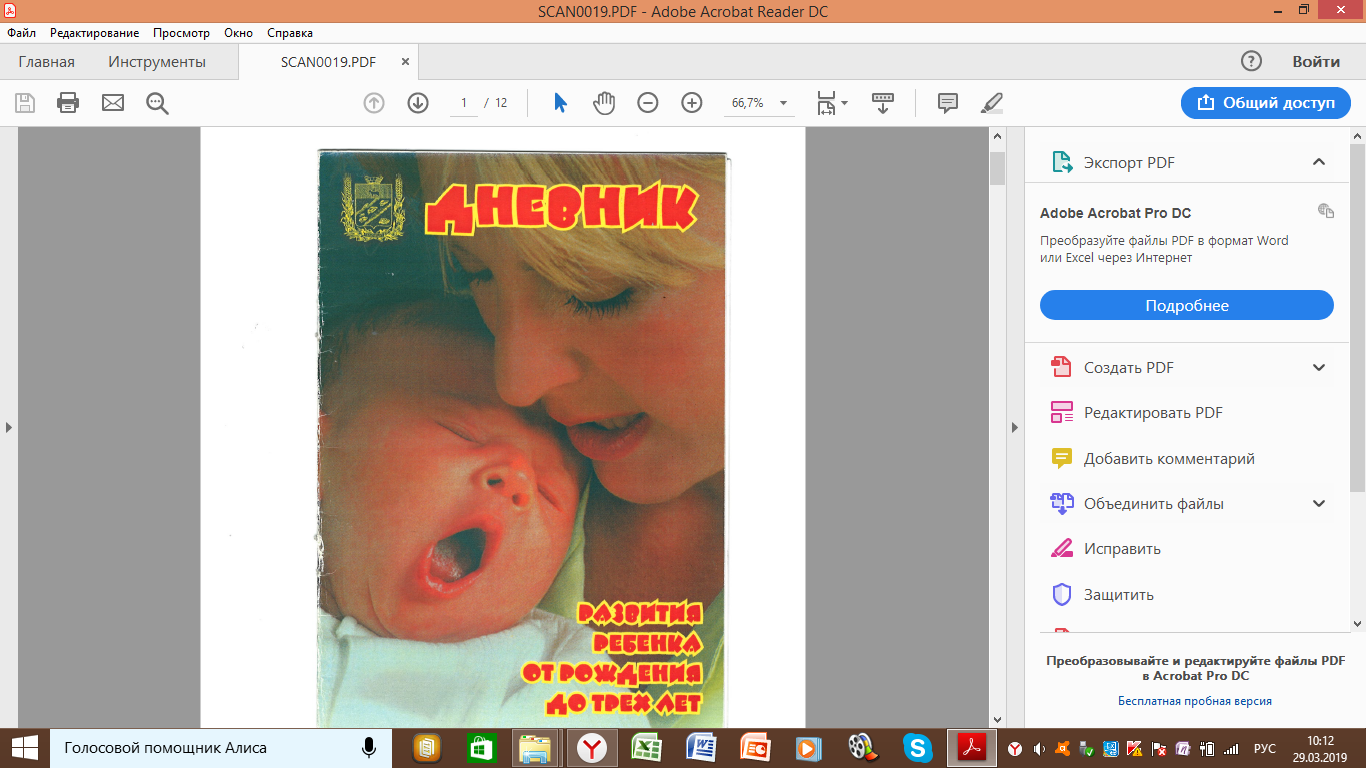 SCAN0019.PDF - Adobe Acrobat Reader DC
Файл Редактирование Просмотр Окно Справка
Главная Инструменты SCAN0019.PDF × ? Войти
1 / 12 66,7% Общий доступ
ДНЕВНИК
РАЗВИТИЯ
РЕБЕНКА
ОТ РОЖДЕНИЯ
ДО ТРЕХ ЛЕТ
Экспорт PDF
Adobe Acrobat Pro DC
Преобразуйте файлы PDF в формат Word
или Excel через Интернет
Подробнее
Создать PDF
Редактировать PDF
Добавить комментарий
Объединить файлы
Исправить
Защитить
Преобразовывайте и редактируйте файлы PDF
в Acrobat Pro DC
Бесплатная пробная версия
Голосовой помощник Алиса
РУС
10:12
29.03.2019